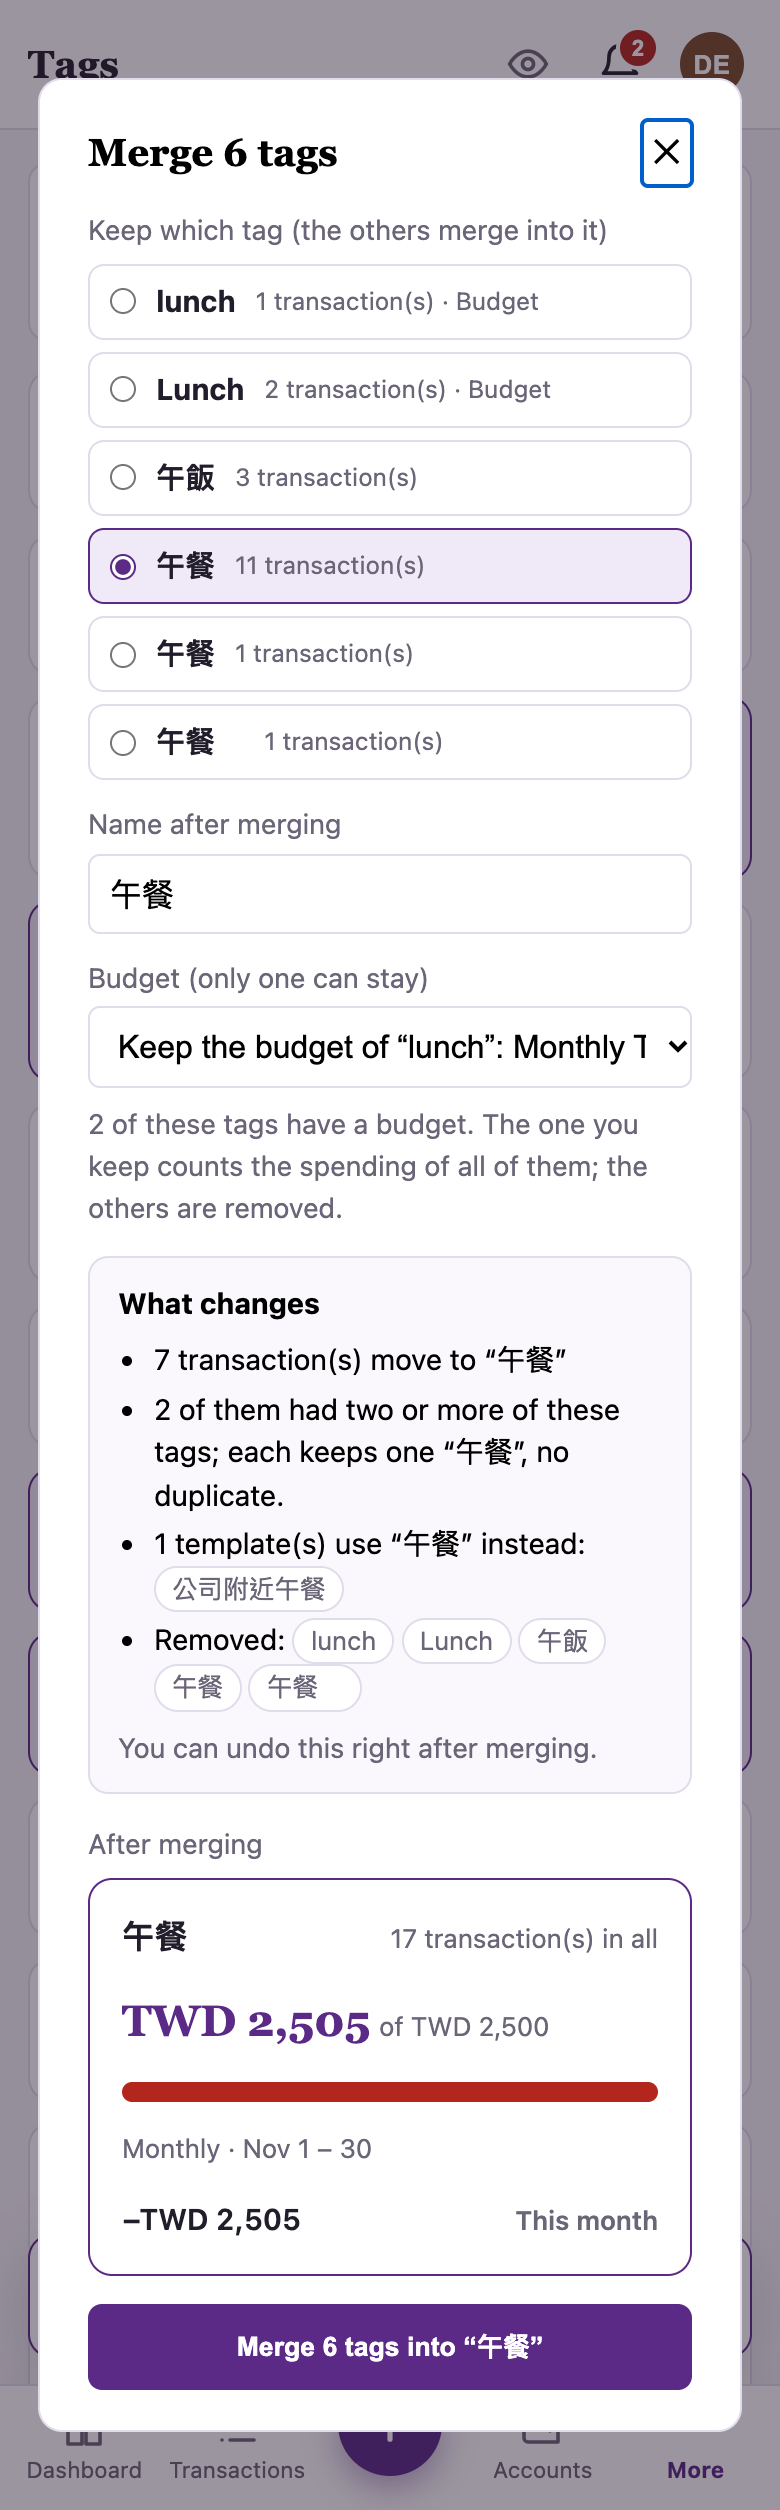 Tags
2
DE
Merge 6 tags
Keep which tag (the others merge into it)
lunch 1 transaction(s) · Budget
Lunch 2 transaction(s) · Budget
午飯 3 transaction(s)
午餐 11 transaction(s)
午餐 1 transaction(s)
午餐 1 transaction(s)
Name after merging
午餐
Budget (only one can stay)
Keep the budget of “lunch”: Monthly T
2 of these tags have a budget. The one you
keep counts the spending of all of them; the
others are removed.
What changes
7 transaction(s) move to “午餐”
2 of them had two or more of these
tags; each keeps one “午餐”, no
duplicate.
1 template(s) use “午餐” instead:
公司附近午餐
Removed: lunch Lunch 午飯
午餐 午餐
You can undo this right after merging.
After merging
午餐 17 transaction(s) in all
TWD 2,505 of TWD 2,500
Monthly · Nov 1 – 30
–TWD 2,505 This month
Merge 6 tags into “午餐”
Dashboard Transactions Accounts More